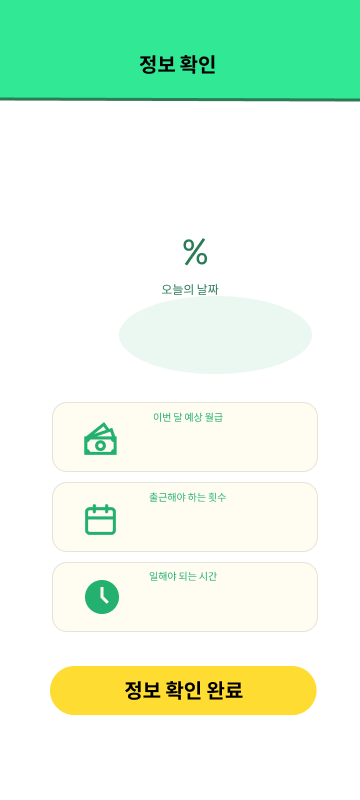 정보 확인
%
오늘의 날짜
이번 달 예상 월급
출근해야 하는 횟수
일해야 되는 시간
정보 확인 완료